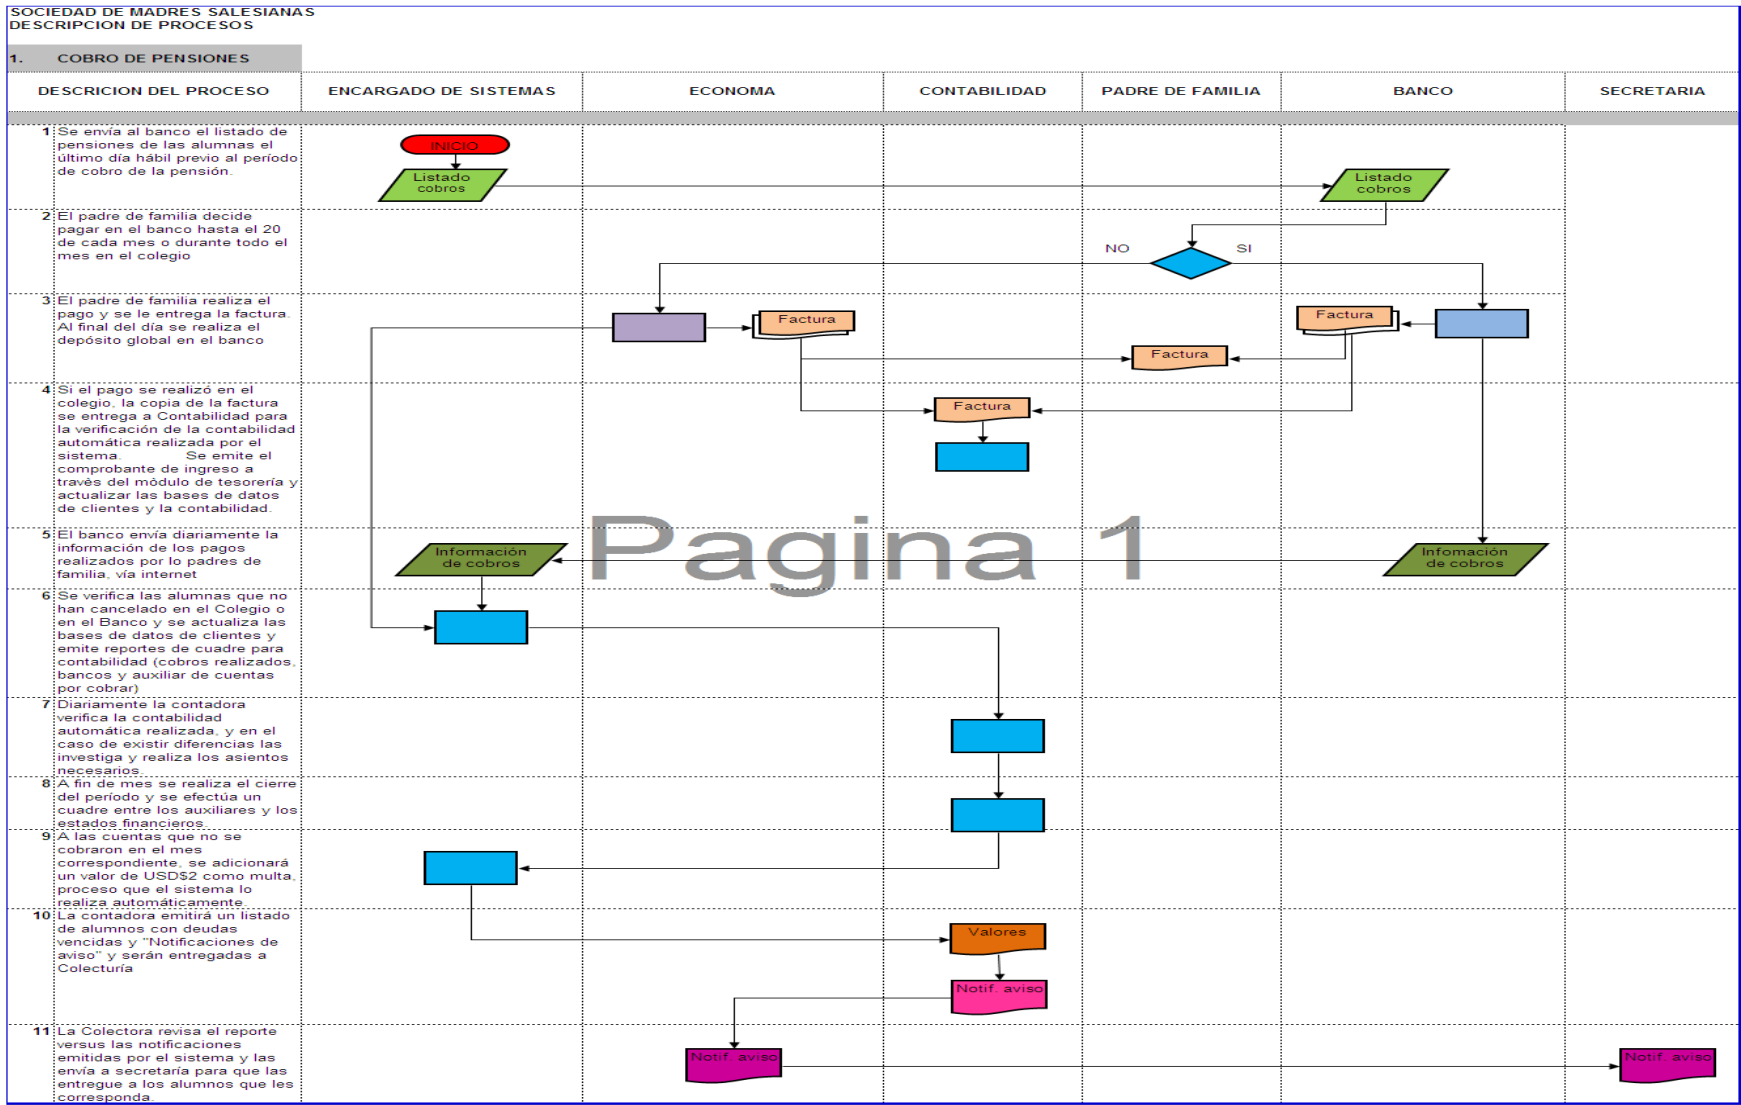 SOCIEDAD DE MADRES SALESIANAS
DESCRIPCION DE PROCESOS
1. COBRO DE PENSIONES
DESCRICION DEL PROCESO ENCARGADO DE SISTEMAS ECONOMA CONTABILIDAD PADRE DE FAMILIA BANCO SECRETARIA
1 Se envía al banco el listado de
pensiones de las alumnas el
último día hábil previo al período
de cobro de la pensión.
INICIO
Listado
cobros
Listado
cobros
2 El padre de familia decide
pagar en el banco hasta el 20
de cada mes o durante todo el
mes en el colegio
NO
SI
3 El padre de familia realiza el
pago y se le entrega la factura.
Al final del día se realiza el
depósito global en el banco
Factura
Factura
Factura
4 Si el pago se realizó en el
colegio, la copia de la factura
se entrega a Contabilidad para
la verificación de la contabilidad
automática realizada por el
sistema. Se emite el
comprobante de ingreso a
través del módulo de tesorería y
actualizar las bases de datos
de clientes y la contabilidad.
Factura
Pagina 1
5 El banco envía diariamente la
información de los pagos
realizados por lo padres de
familia, vía internet
Información
de cobros
Infomación
de cobros
6 Se verifica las alumnas que no
han cancelado en el Colegio o
en el Banco y se actualiza las
bases de datos de clientes y
emite reportes de cuadre para
contabilidad (cobros realizados,
bancos y auxiliar de cuentas
por cobrar)
7 Diariamente la contadora
verifica la contabilidad
automática realizada, y en el
caso de existir diferencias las
investiga y realiza los asientos
necesarios.
8 A fin de mes se realiza el cierre
del período y se efectúa un
cuadre entre los auxiliares y los
estados financieros.
9 A las cuentas que no se
cobraron en el mes
correspondiente, se adicionará
un valor de USD$2 como multa,
proceso que el sistema lo
realiza automáticamente.
10 La contadora emitirá un listado
de alumnos con deudas
vencidas y "Notificaciones de
aviso" y serán entregadas a
Colecturía
Valores
Notif. aviso
11 La Colectora revisa el reporte
versus las notificaciones
emitidas por el sistema y las
envía a secretaría para que las
entregue a los alumnos que les
corresponda.
Notif. aviso
Notif. aviso